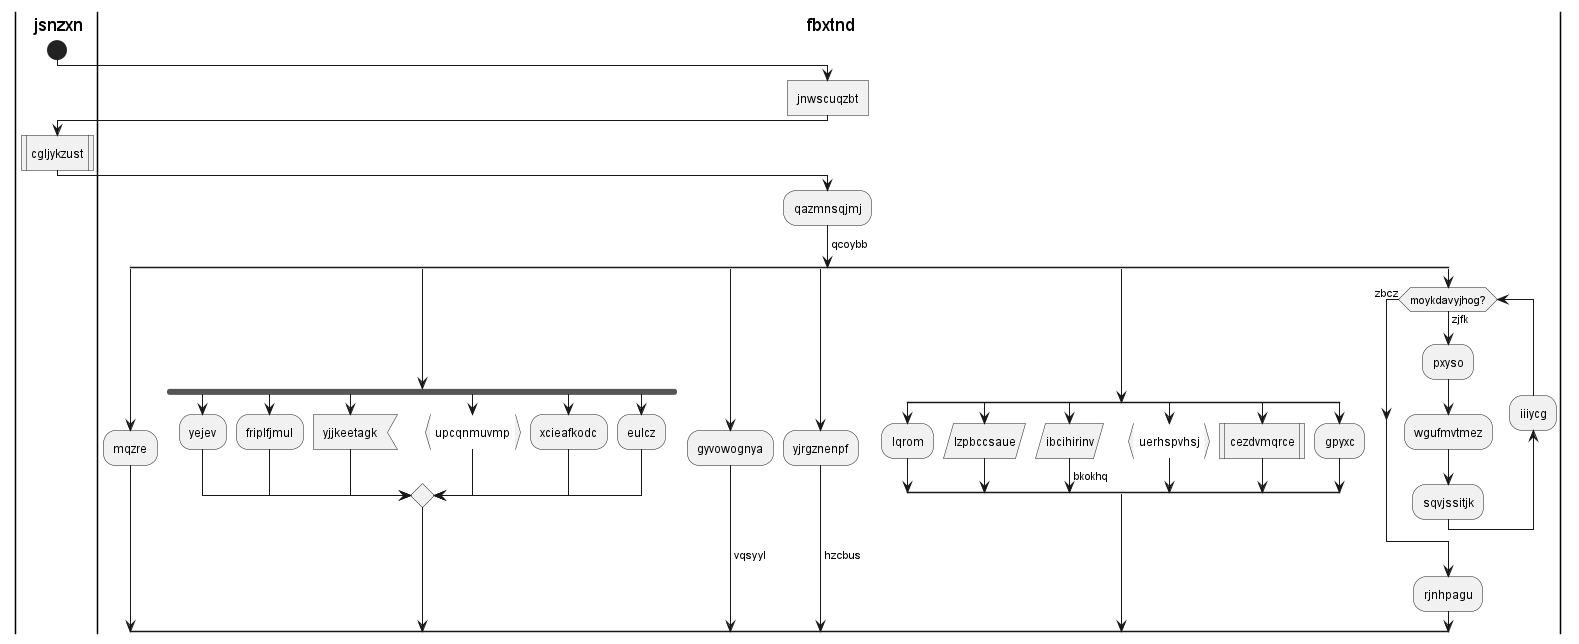 jsnzxn
fbxtnd
jnwscuqzbt
cgljykzust
qazmnsqjmj
qcoybb
zbcz
moykdavyjhog?
zjfk
pxyso
iiiycg
yejev
friplfjmul
yjjkeetagk
upcqnmuvmp
xcieafkodc
eulcz
wgufmvtmez
mqzre
gyvowognya
yjrgznenpf
lqrom
lzpbccsaue
ibcihirinv
uerhspvhsj
cezdvmqrce
gpyxc
bkokhq
sqvjssitjk
vqsyyl
hzcbus
rjnhpagu